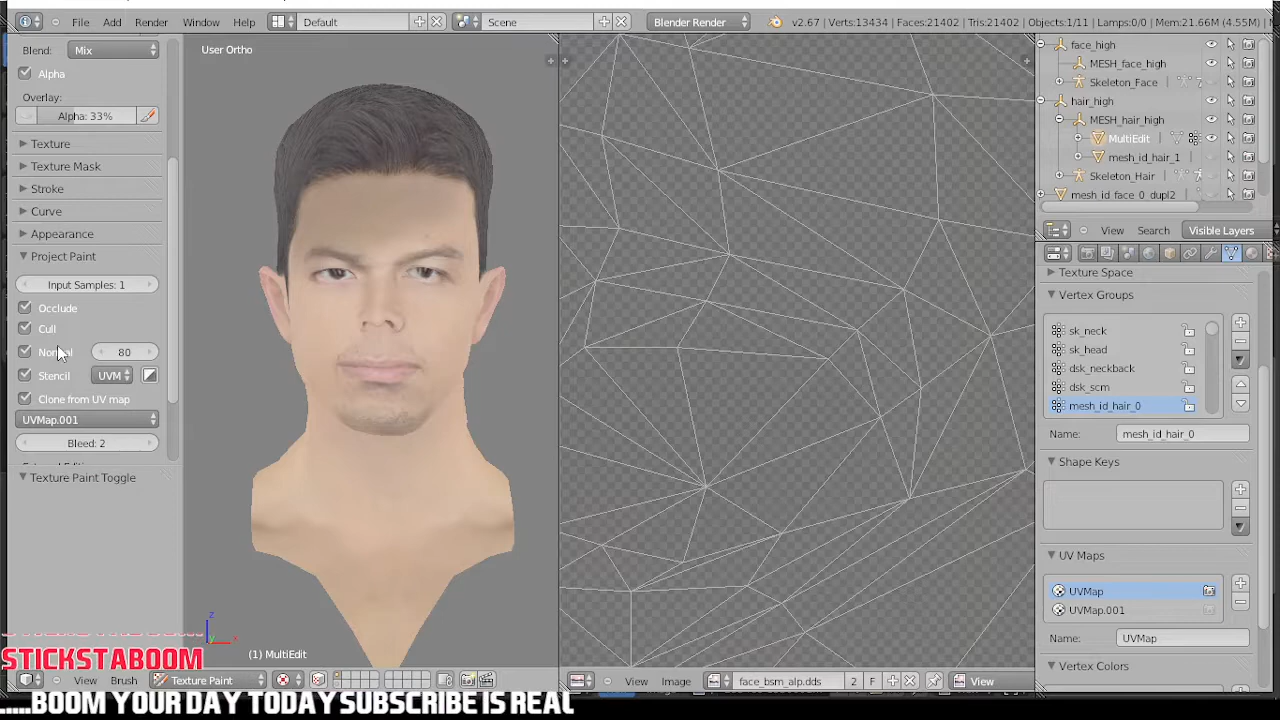 File Add Render Window Help Default Scene Blender Render v2.67 | Verts:13434 | Faces:21402 | Tris:21402 | Objects:1/11 | Lamps:0/0 | Mem:21.66M (4.55M)
Blend: Mix
Alpha
Overlay:
Alpha: 33%
Texture
Texture Mask
Stroke
Curve
Appearance
Project Paint
Input Samples: 1
Occlude
Cull
Normal 80
Stencil UVM
Clone from UV map
UVMap.001
Bleed: 2
Texture Paint Toggle
User Ortho
(1) MultiEdit
View Brush Texture Paint
View Image face_bsm_alp.dds 2 F View
face_high
MESH_face_high
Skeleton_Face
hair_high
MESH_hair_high
MultiEdit
mesh_id_hair_1
Skeleton_Hair
mesh_id_face_0_dupl2
View Search Visible Layers
Texture Space
Vertex Groups
sk_neck
sk_head
dsk_neckback
dsk_scm
mesh_id_hair_0
Name: mesh_id_hair_0
Shape Keys
UV Maps
UVMap
UVMap.001
Name: UVMap
Vertex Colors
z
y
x
STICKSTABOOM
.....BOOM YOUR DAY TODAY SUBSCRIBE IS REAL